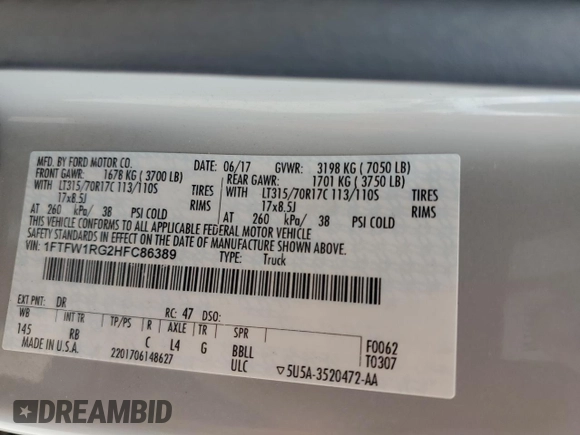 MFD. BY FORD MOTOR CO.
DATE: 06/17 GVWR: 3198 KG (7050 LB)
FRONT GAWR: 1678 KG (3700 LB) REAR GAWR: 1701 KG (3750 LB)
WITH LT315/70R17C 113/110S TIRES WITH LT315/70R17C 113/110S TIRES
17x8.5J RIMS 17x8.5J RIMS
AT 260 kPa/ 38 PSI COLD AT 260 kPa/ 38 PSI COLD
THIS VEHICLE CONFORMS TO ALL APPLICABLE FEDERAL MOTOR VEHICLE
SAFETY AND THEFT PREVENTION STANDARDS IN EFFECT ON THE DATE OF MANUFACTURE SHOWN ABOVE.
VIN: 1FTFW1RG2HFC86389 TYPE: Truck
EXT PNT: DR RC: 47 DSO:
WB INT TR TP/PS R AXLE TR SPR
145 RB C L4 G BBLL F0062
MADE IN U.S.A. 2201706148627 ULC T0307
▽5U5A-3520472-AA
DREAMBID